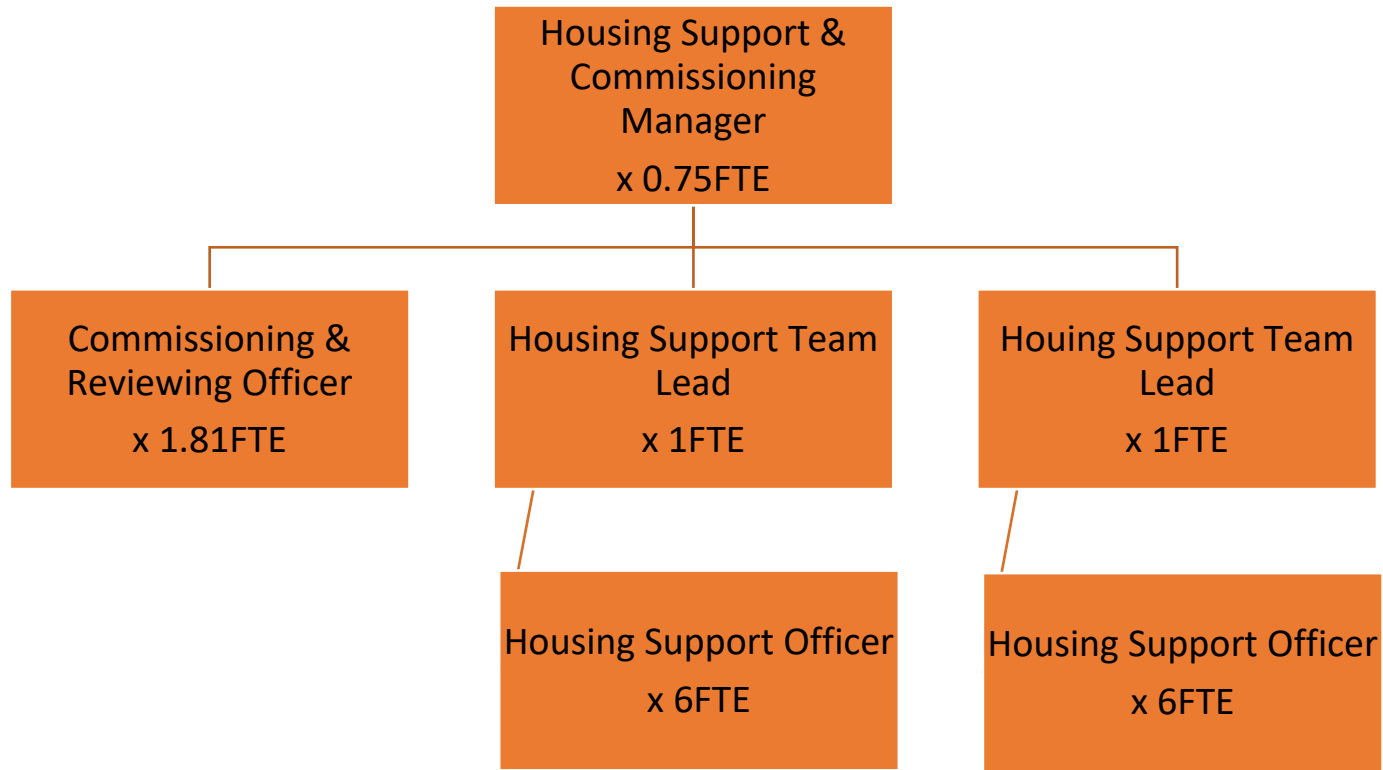 Housing Support &
Commissioning
Manager
x 0.75FTE
Commissioning &
Reviewing Officer
x 1.81FTE
Housing Support Team
Lead
x 1FTE
Houing Support Team
Lead
x 1FTE
Housing Support Officer
x 6FTE
Housing Support Officer
x 6FTE